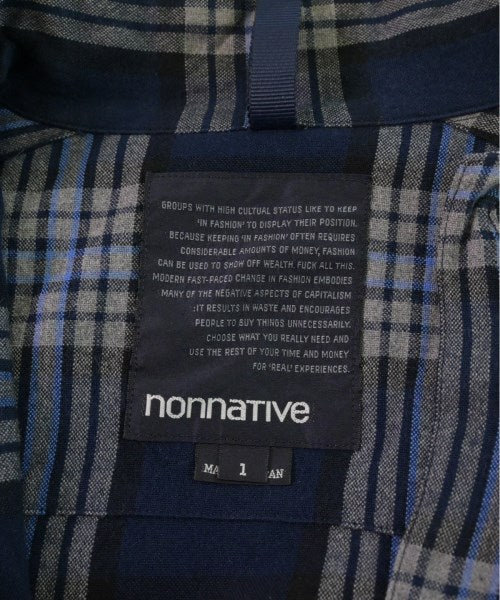 GROUPS WITH HIGH CULTUAL STATUS LIKE TO KEEP
'IN FASHION' TO DISPLAY THEIR POSITION.
BECAUSE KEEPING 'IN FASHION' OFTEN REQUIRES
CONSIDERABLE AMOUNTS OF MONEY, FASHION
CAN BE USED TO SHOW OFF WEALTH. FUCK ALL THIS.
MODERN FAST-FACED CHANGE IN FASHION EMBODIES
MANY OF THE NEGATIVE ASPECTS OF CAPITALISM
:IT RESULTS IN WASTE AND ENCOURAGES
PEOPLE TO BUY THINGS UNNECESSARILY.
CHOOSE WHAT YOU REALLY NEED AND
USE THE REST OF YOUR TIME AND MONEY
FOR 'REAL' EXPERIENCES.
nonnative
MA 1 AN